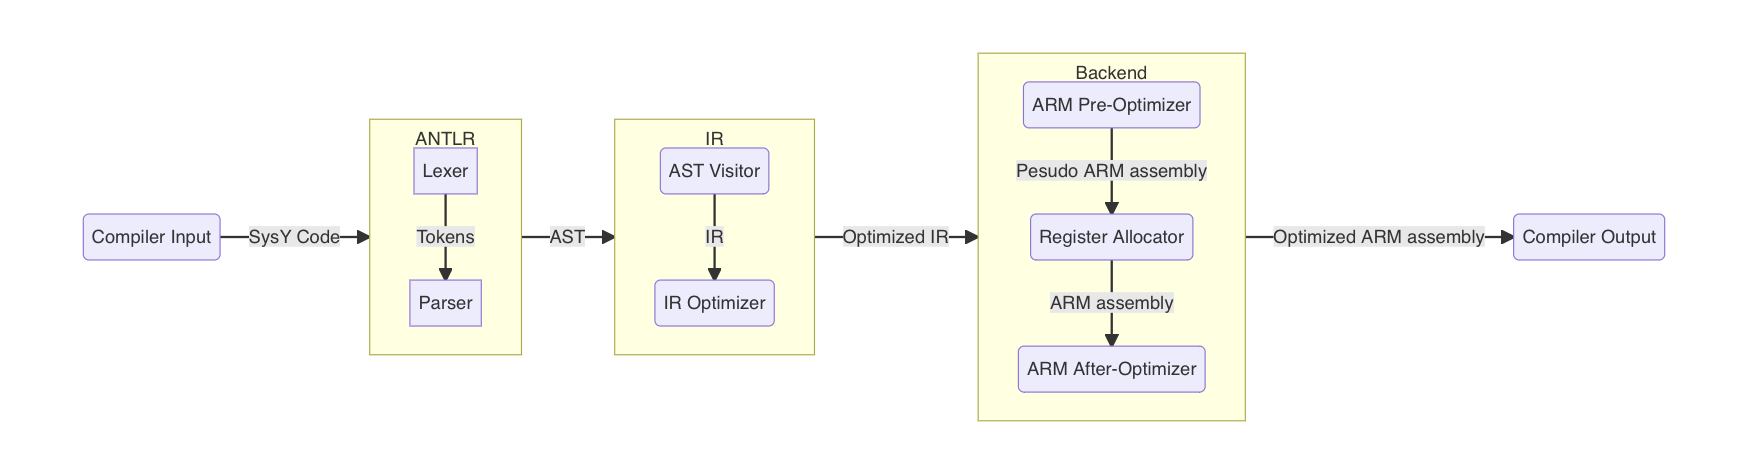 Compiler Input
SysY Code
ANTLR
Lexer
Tokens
Parser
AST
IR
AST Visitor
IR
IR Optimizer
Optimized IR
Backend
ARM Pre-Optimizer
Pesudo ARM assembly
Register Allocator
ARM assembly
ARM After-Optimizer
Optimized ARM assembly
Compiler Output